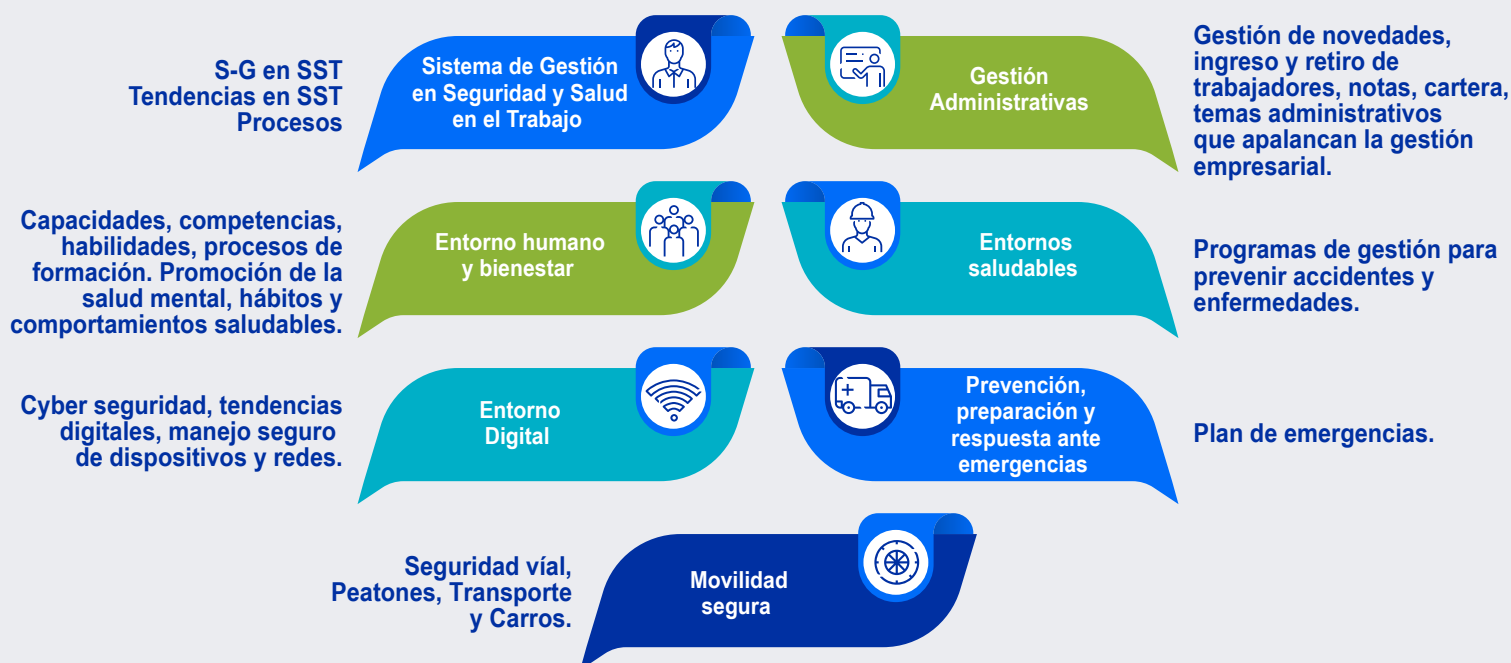 S-G en SST
Tendencias en SST
Procesos
Sistema de Gestión
en Seguridad y Salud
en el Trabajo
Gestión
Administrativas
Gestión de novedades,
ingreso y retiro de
trabajadores, notas, cartera,
temas administrativos
que apalancan la gestión
empresarial.
Capacidades, competencias,
habilidades, procesos de
formación. Promoción de la
salud mental, hábitos y
comportamientos saludables.
Entorno humano
y bienestar
Entornos
saludables
Programas de gestión para
prevenir accidentes y
enfermedades.
Cyber seguridad, tendencias
digitales, manejo seguro
de dispositivos y redes.
Entorno
Digital
Prevención,
preparación y
respuesta ante
emergencias
Plan de emergencias.
Seguridad víal,
Peatones, Transporte
y Carros.
Movilidad
segura